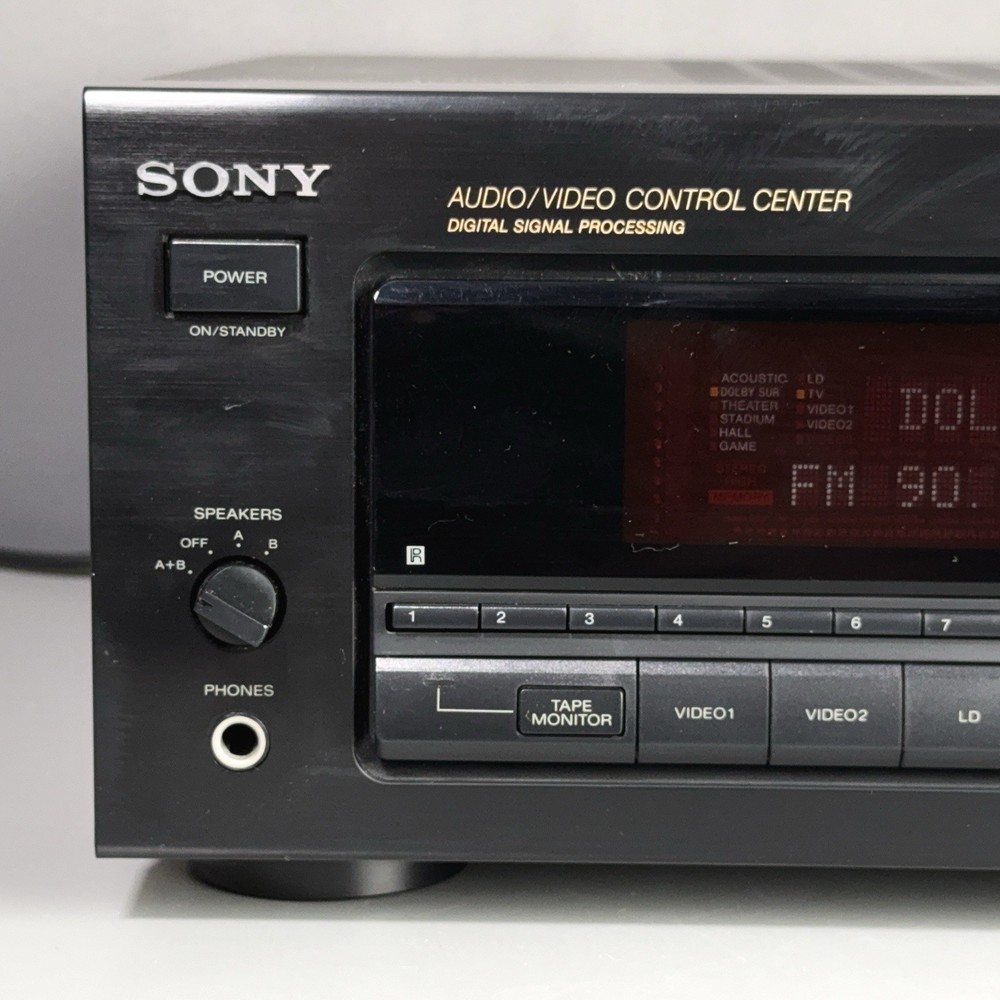 SONY
AUDIO/VIDEO CONTROL CENTER
DIGITAL SIGNAL PROCESSING
POWER
ON/STANDBY
ACOUSTIC LD
DOLBY SUR TV
THEATER VIDEO1
STADIUM VIDEO2
HALL
GAME
DOL
STEREO
MEMORY
FM 90.
SPEAKERS
A+B OFF A B
R
1 2 3 4 5 6 7
PHONES
TAPE
MONITOR
VIDEO1 VIDEO2 LD